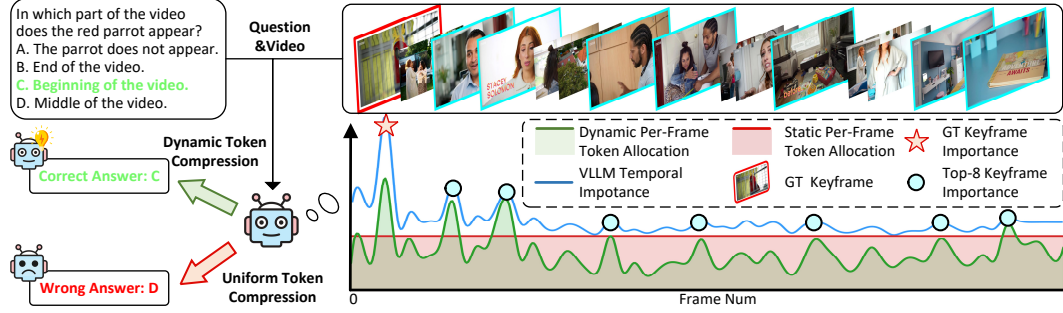 In which part of the video
does the red parrot appear?
A. The parrot does not appear.
B. End of the video.
C. Beginning of the video.
D. Middle of the video.
Question
&Video
STACEY
SOLOMON
before
AWAITS
Dynamic Token
Compression
Correct Answer: C
Wrong Answer: D
Uniform Token
Compression
Dynamic Per-Frame
Token Allocation
VLLM Temporal
Impotance
Static Per-Frame
Token Allocation
GT Keyframe
GT Keyframe
Importance
Top-8 Keyframe
Importance
0
Frame Num